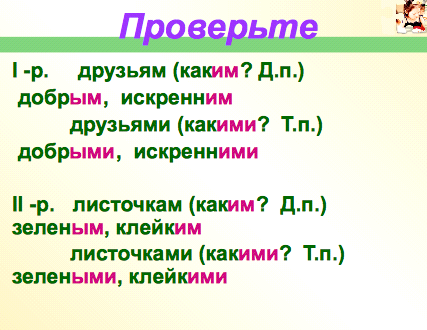 Проверьте
I -р. друзьям (каким? Д.п.)
добрым, искренним
друзьями (какими? Т.п.)
добрыми, искренними
II -р. листочкам (каким? Д.п.)
зеленым, клейким
листочками (какими? Т.п.)
зелеными, клейкими